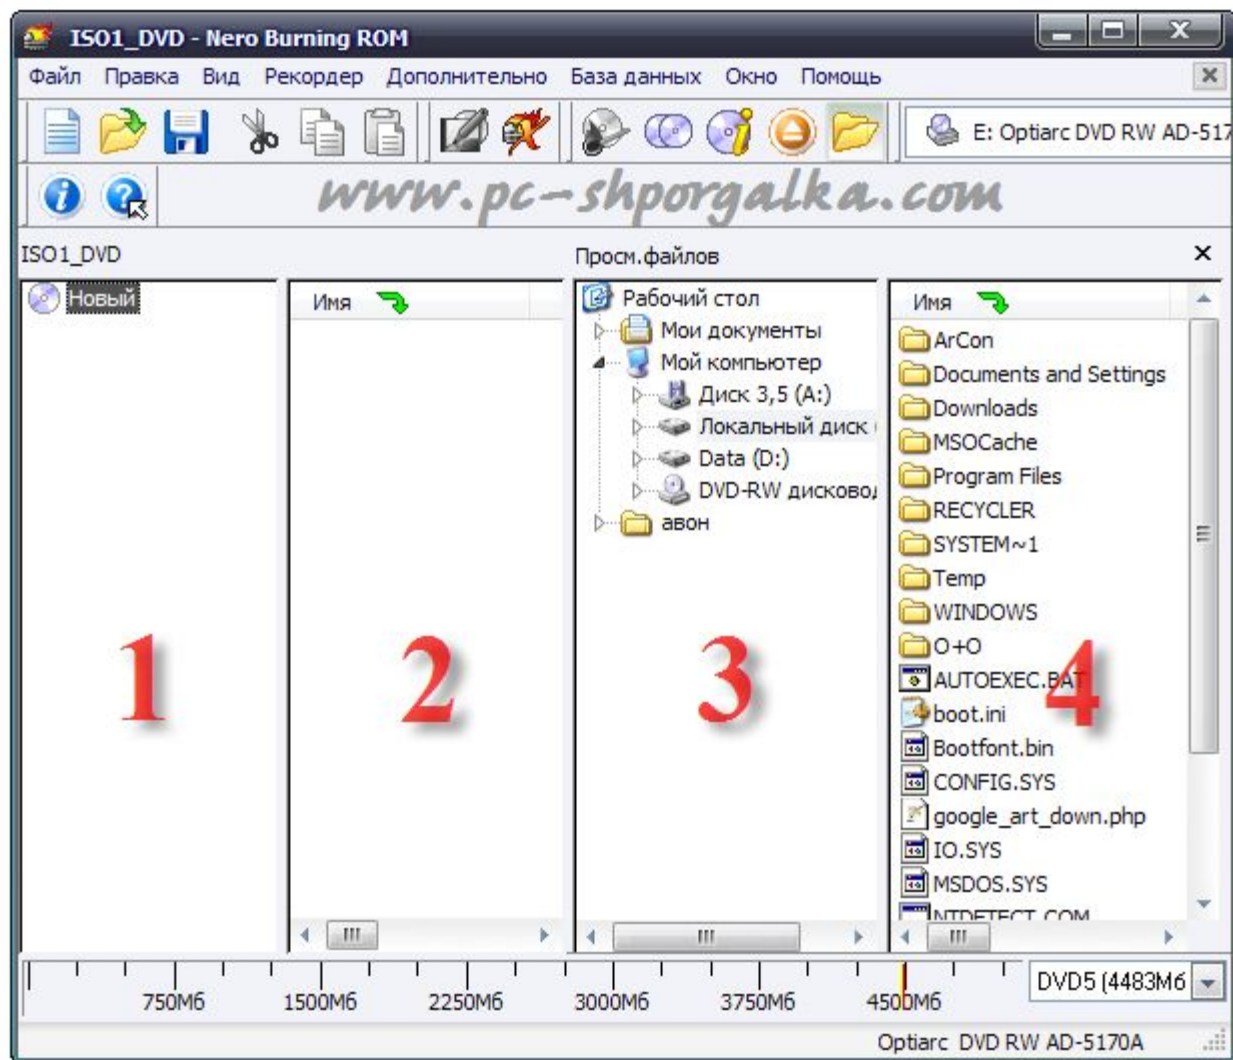 ISO1_DVD - Nero Burning ROM
Файл Правка Вид Рекордер Дополнительно База данных Окно Помощь
E: Optiarc DVD RW AD-517
www.pc-shporgalka.com
ISO1_DVD
Просм.файлов
Новый
Имя
Рабочий стол
Мои документы
Мой компьютер
Диск 3,5 (A:)
Локальный диск (
Data (D:)
DVD-RW дисковод
авон
Имя
ArCon
Documents and Settings
Downloads
MSOCache
Program Files
RECYCLER
SYSTEM~1
Temp
WINDOWS
O+O
AUTOEXEC.BAT
boot.ini
Bootfont.bin
CONFIG.SYS
google_art_down.php
IO.SYS
MSDOS.SYS
NTDETECT.COM
1 2 3 4
750Мб 1500Мб 2250Мб 3000Мб 3750Мб 4500Мб
DVD5 (4483Мб
Optiarc DVD RW AD-5170A